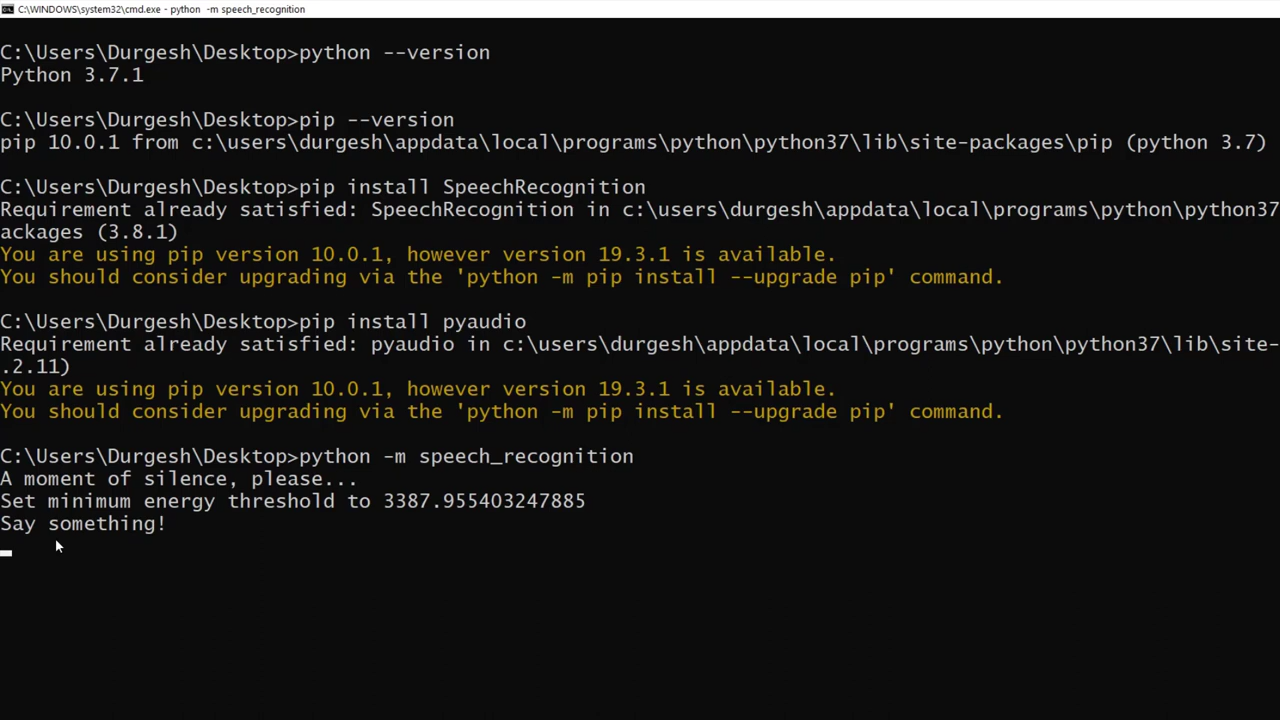 C:\WINDOWS\system32\cmd.exe - python -m speech_recognition
C:\Users\Durgesh\Desktop>python --version
Python 3.7.1
C:\Users\Durgesh\Desktop>pip --version
pip 10.0.1 from c:\users\durgesh\appdata\local\programs\python\python37\lib\site-packages\pip (python 3.7)
C:\Users\Durgesh\Desktop>pip install SpeechRecognition
Requirement already satisfied: SpeechRecognition in c:\users\durgesh\appdata\local\programs\python\python37
ackages (3.8.1)
You are using pip version 10.0.1, however version 19.3.1 is available.
You should consider upgrading via the 'python -m pip install --upgrade pip' command.
C:\Users\Durgesh\Desktop>pip install pyaudio
Requirement already satisfied: pyaudio in c:\users\durgesh\appdata\local\programs\python\python37\lib\site-
.2.11)
You are using pip version 10.0.1, however version 19.3.1 is available.
You should consider upgrading via the 'python -m pip install --upgrade pip' command.
C:\Users\Durgesh\Desktop>python -m speech_recognition
A moment of silence, please...
Set minimum energy threshold to 3387.955403247885
Say something!